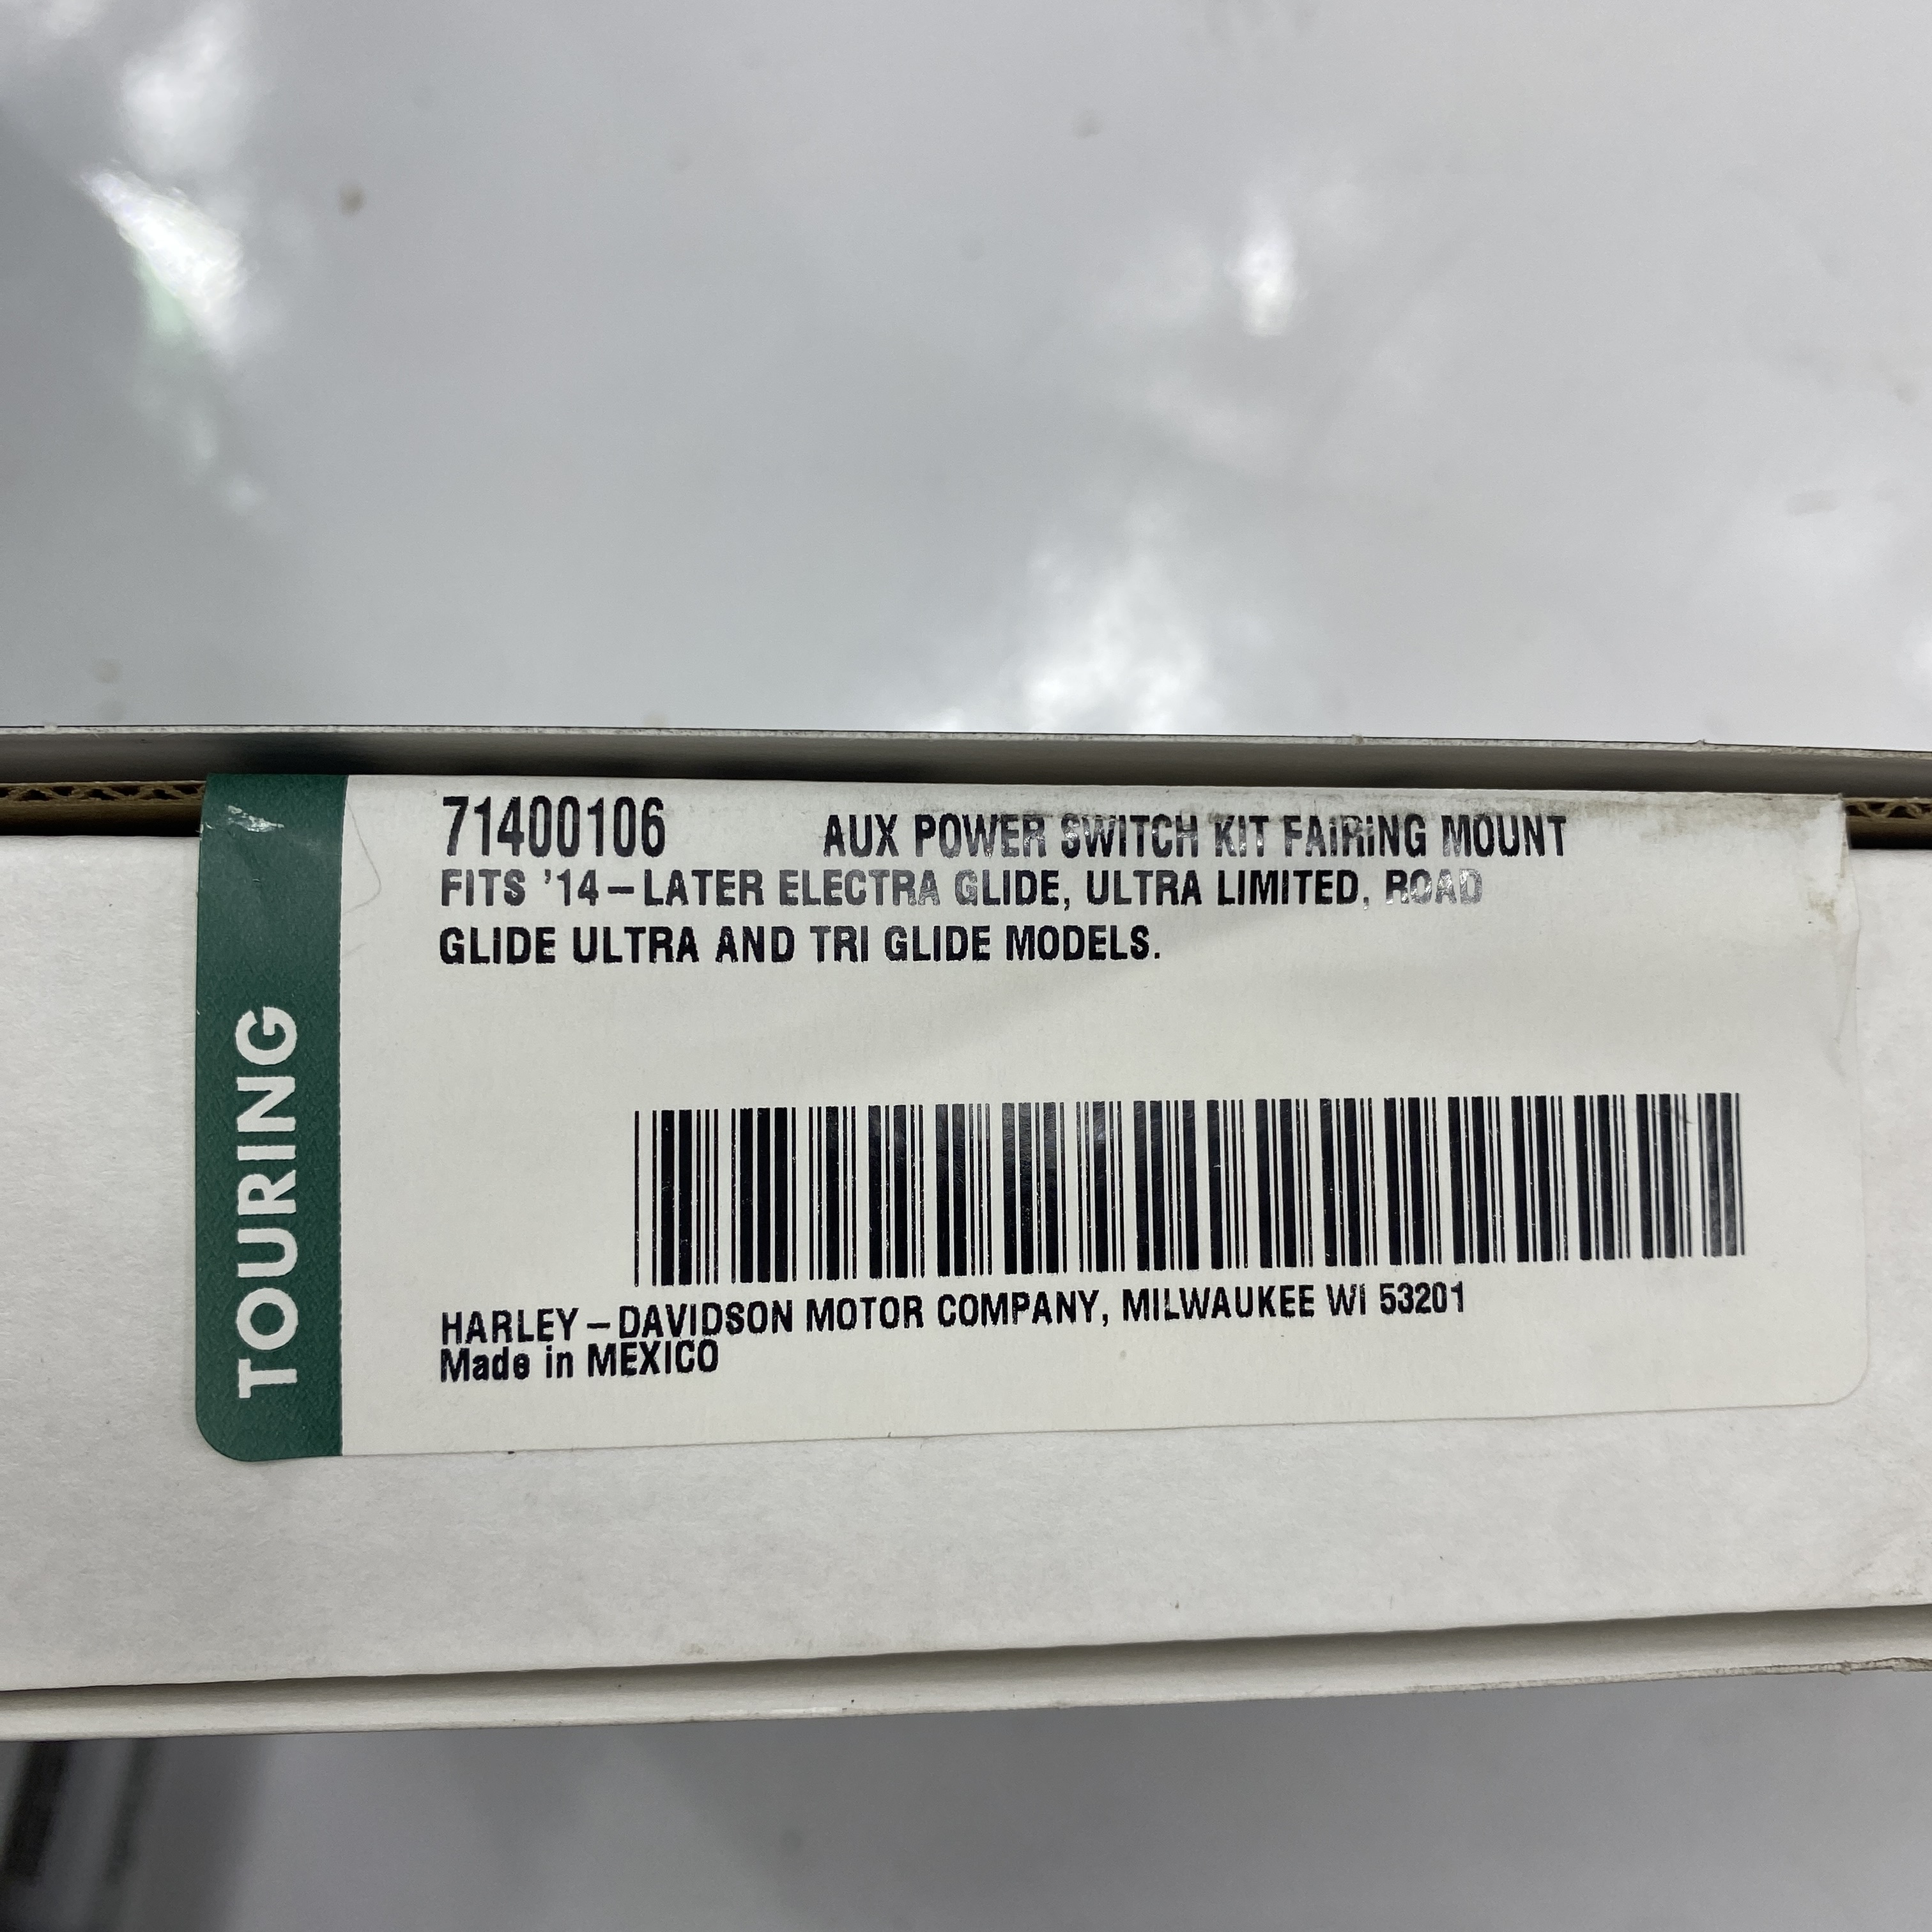 71400106 AUX POWER SWITCH KIT FAIRING MOUNT
FITS '14-LATER ELECTRA GLIDE, ULTRA LIMITED, ROAD
GLIDE ULTRA AND TRI GLIDE MODELS.
TOURING
HARLEY-DAVIDSON MOTOR COMPANY, MILWAUKEE WI 53201
Made in MEXICO